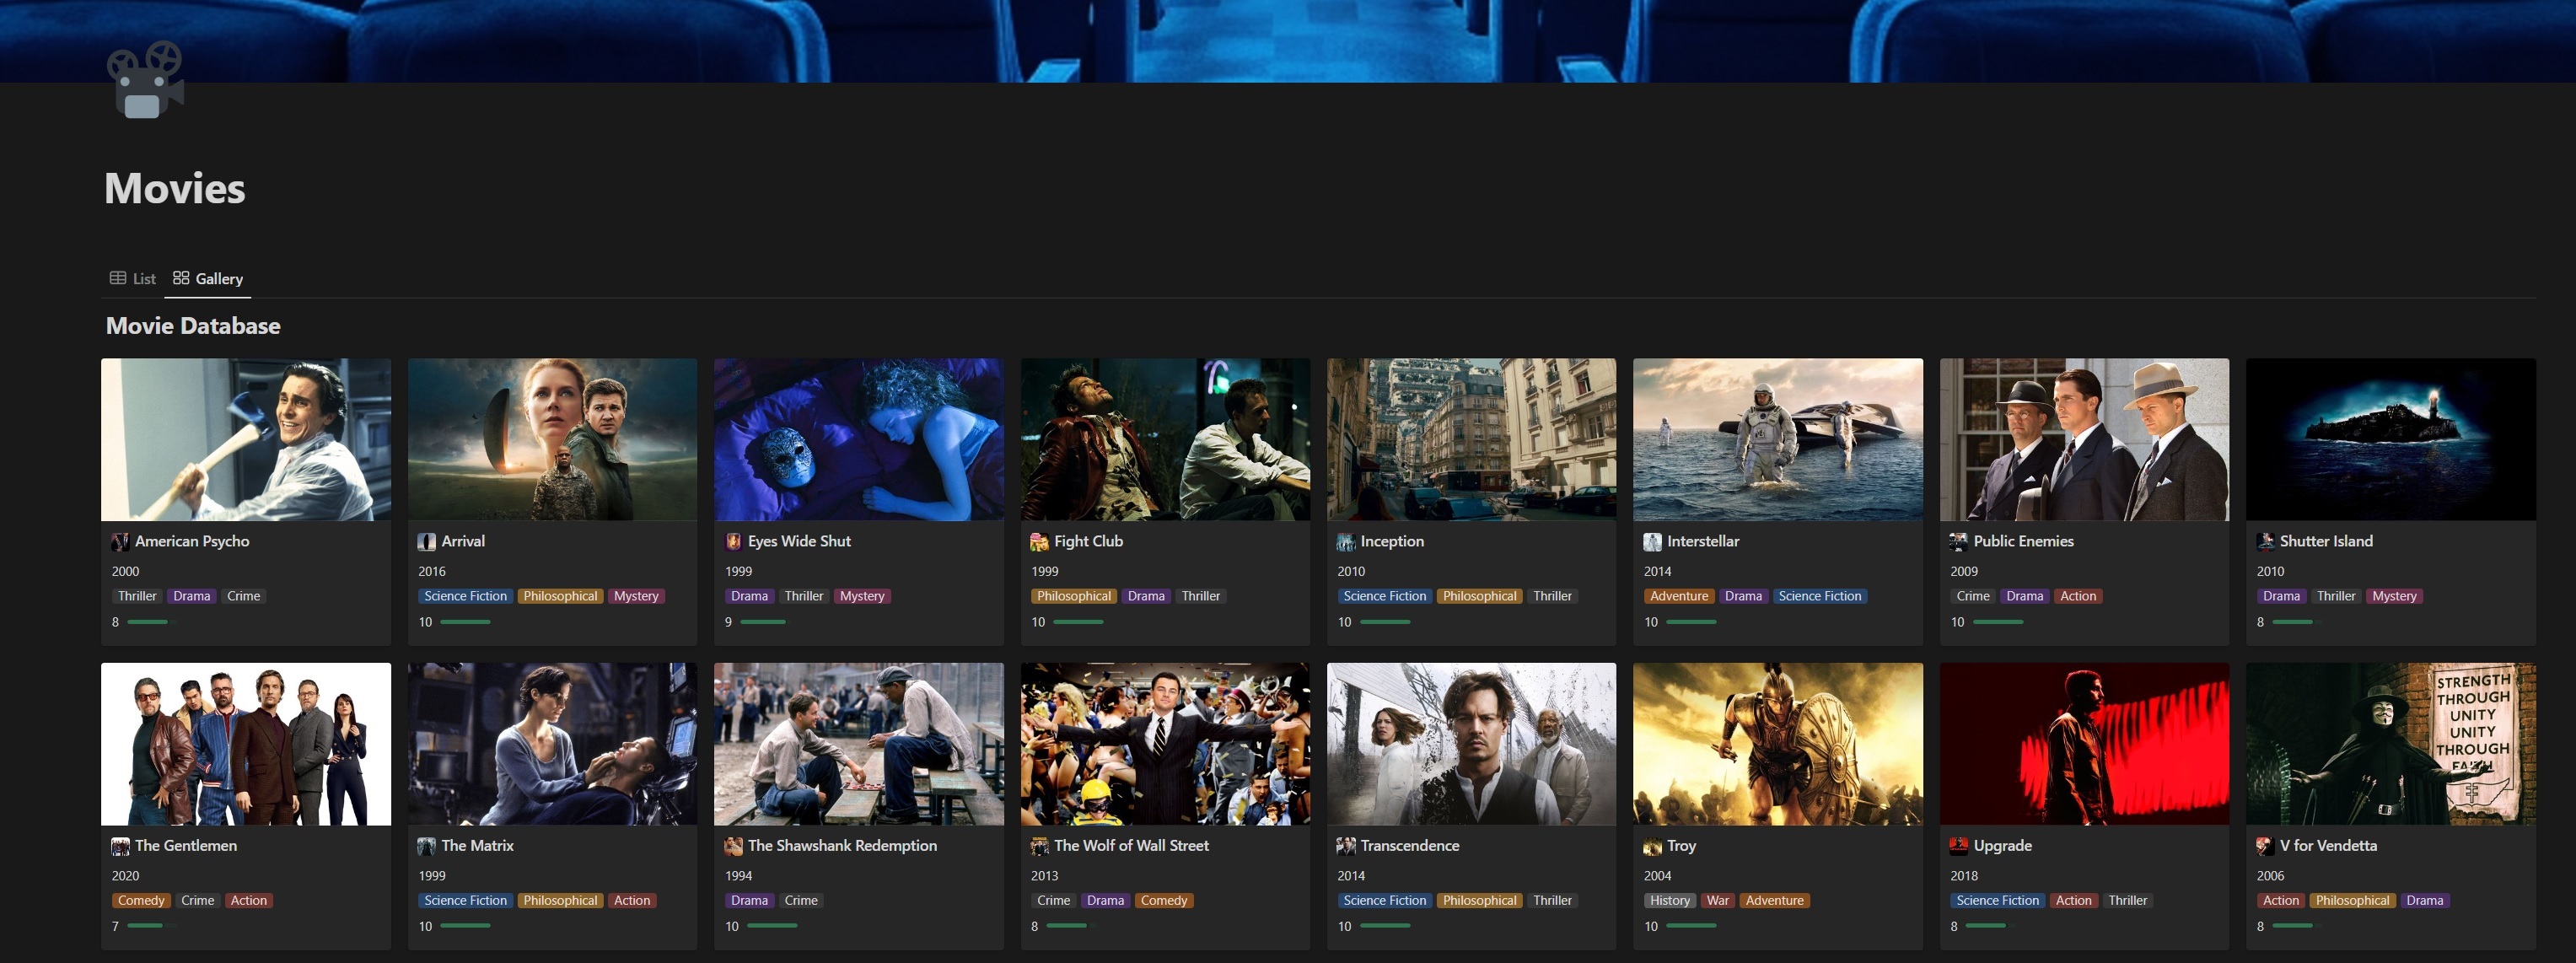 Movies
List Gallery
Movie Database
American Psycho
2000
Thriller Drama Crime
8
Arrival
2016
Science Fiction Philosophical Mystery
10
Eyes Wide Shut
1999
Drama Thriller Mystery
9
Fight Club
1999
Philosophical Drama Thriller
10
Inception
2010
Science Fiction Philosophical Thriller
10
Interstellar
2014
Adventure Drama Science Fiction
10
Public Enemies
2009
Crime Drama Action
10
Shutter Island
2010
Drama Thriller Mystery
8
The Gentlemen
2020
Comedy Crime Action
7
The Matrix
1999
Science Fiction Philosophical Action
10
The Shawshank Redemption
1994
Drama Crime
10
The Wolf of Wall Street
2013
Crime Drama Comedy
8
Transcendence
2014
Science Fiction Philosophical Thriller
10
Troy
2004
History War Adventure
10
Upgrade
2018
Science Fiction Action Thriller
8
STRENGTH
THROUGH
UNITY
UNITY
THROUGH
FAITH
V for Vendetta
2006
Action Philosophical Drama
8